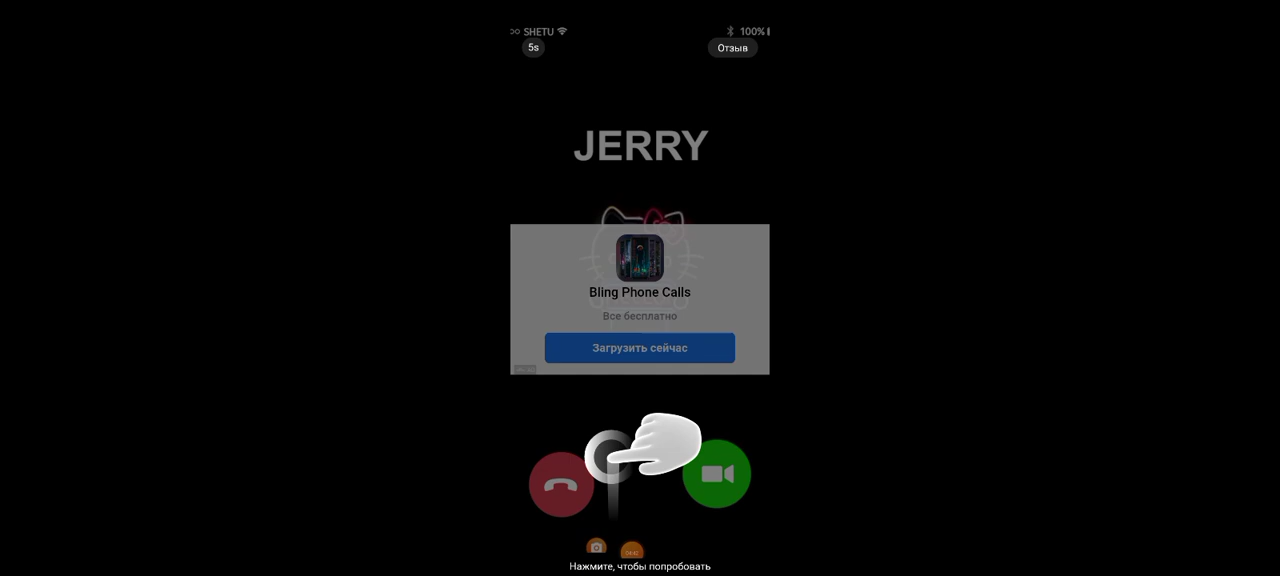 SHETU
100%
5s
Отзыв
JERRY
Bling Phone Calls
Все бесплатно
Загрузить сейчас
Нажмите, чтобы попробовать